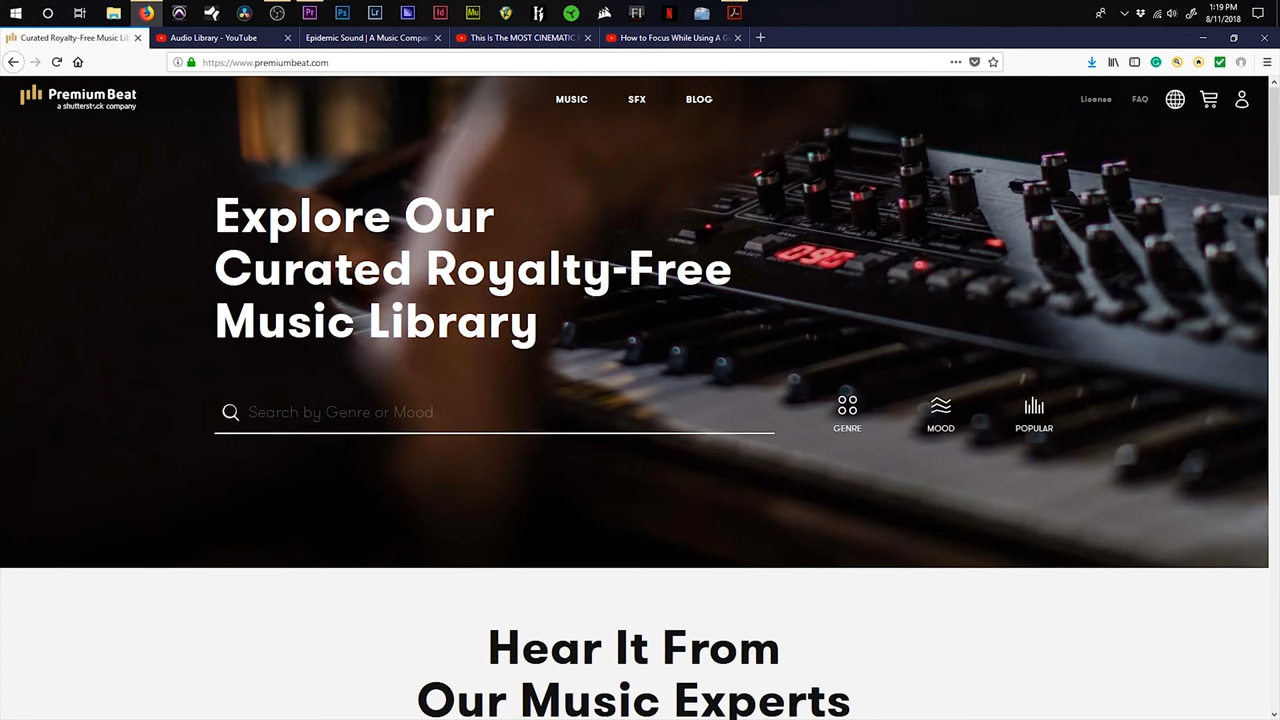 1:19 PM
8/11/2018
Curated Royalty-Free Music Lib
Audio Library - YouTube
Epidemic Sound | A Music Compan
This Is The MOST CINEMATIC
How to Focus While Using A G
https://www.premiumbeat.com
PremiumBeat
a shutterstock company
MUSIC
SFX
BLOG
License
FAQ
Explore Our
Curated Royalty-Free
Music Library
090
Search by Genre or Mood
GENRE
MOOD
POPULAR
Hear It From
Our Music Experts